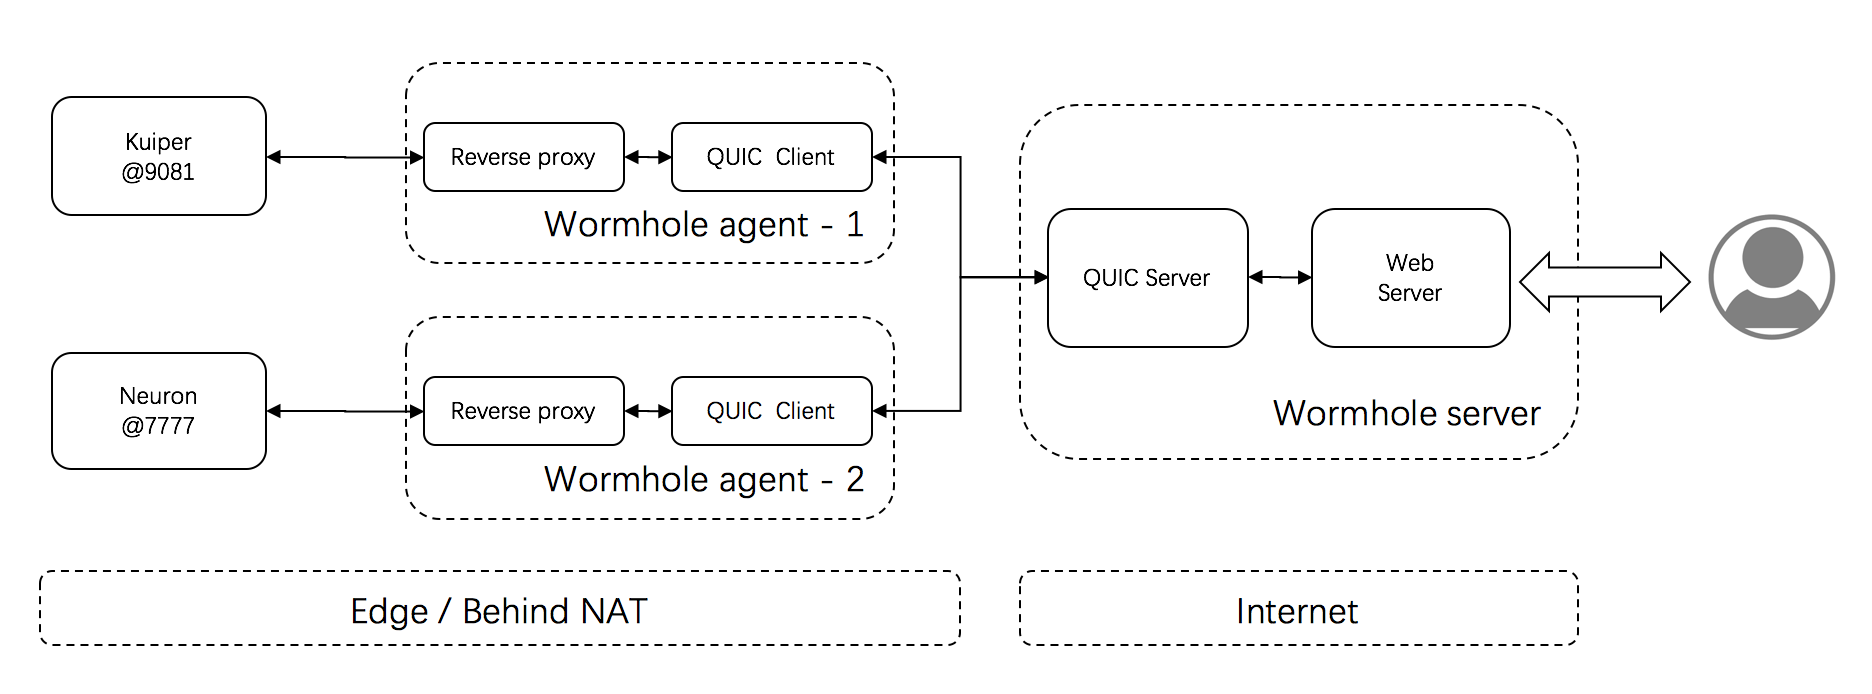 Kuiper
@9081
Reverse proxy
QUIC Client
Wormhole agent - 1
QUIC Server
Web
Server
Wormhole server
Neuron
@7777
Reverse proxy
QUIC Client
Wormhole agent - 2
Edge / Behind NAT
Internet